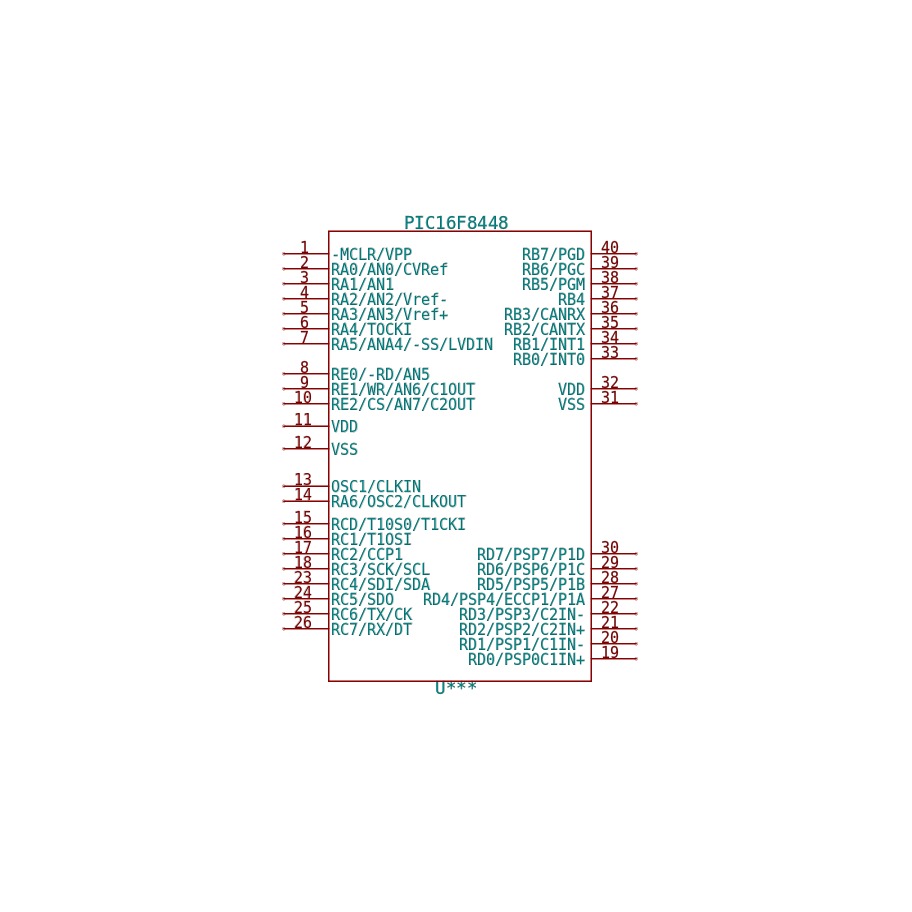 PIC16F8448
1 -MCLR/VPP RB7/PGD 40
2 RA0/AN0/CVRef RB6/PGC 39
3 RA1/AN1 RB5/PGM 38
4 RA2/AN2/Vref- RB4 37
5 RA3/AN3/Vref+ RB3/CANRX 36
6 RA4/TOCKI RB2/CANTX 35
7 RA5/ANA4/-SS/LVDIN RB1/INT1 34
RB0/INT0 33
8 RE0/-RD/AN5
9 RE1/WR/AN6/C1OUT VDD 32
10 RE2/CS/AN7/C2OUT VSS 31
11 VDD
12 VSS
13 OSC1/CLKIN
14 RA6/OSC2/CLKOUT
15 RCD/T10S0/T1CKI
16 RC1/T1OSI
17 RC2/CCP1 RD7/PSP7/P1D 30
18 RC3/SCK/SCL RD6/PSP6/P1C 29
23 RC4/SDI/SDA RD5/PSP5/P1B 28
24 RC5/SDO RD4/PSP4/ECCP1/P1A 27
25 RC6/TX/CK RD3/PSP3/C2IN- 22
26 RC7/RX/DT RD2/PSP2/C2IN+ 21
RD1/PSP1/C1IN- 20
RD0/PSP0C1IN+ 19
U***